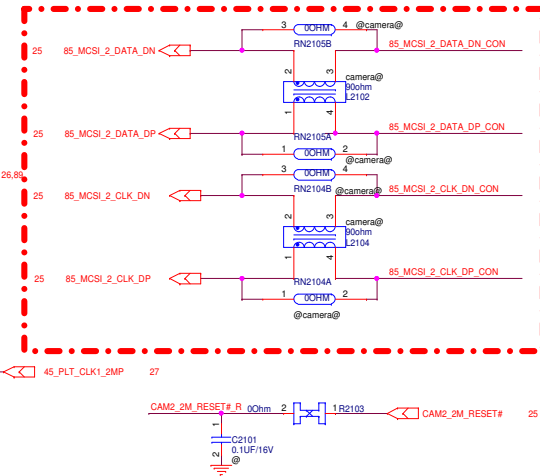 3 0OHM 4 @camera@
RN2105B
25 85_MCSI_2_DATA_DN 85_MCSI_2_DATA_DN_CON
2 3
camera@
90ohm
L2102
1 4
25 85_MCSI_2_DATA_DP RN2105A 85_MCSI_2_DATA_DP_CON
1 0OHM 2 @camera@
26,89
3 0OHM 4
25 85_MCSI_2_CLK_DN RN2104B @camera@ 85_MCSI_2_CLK_DN_CON
2 3
camera@
90ohm
L2104
1 4
25 85_MCSI_2_CLK_DP RN2104A 85_MCSI_2_CLK_DP_CON
1 0OHM 2
@camera@
45_PLT_CLK1_2MP 27
CAM2_2M_RESET#_R 0Ohm 2 1 R2103 CAM2_2M_RESET# 25
1
C2101
0.1UF/16V
2 @